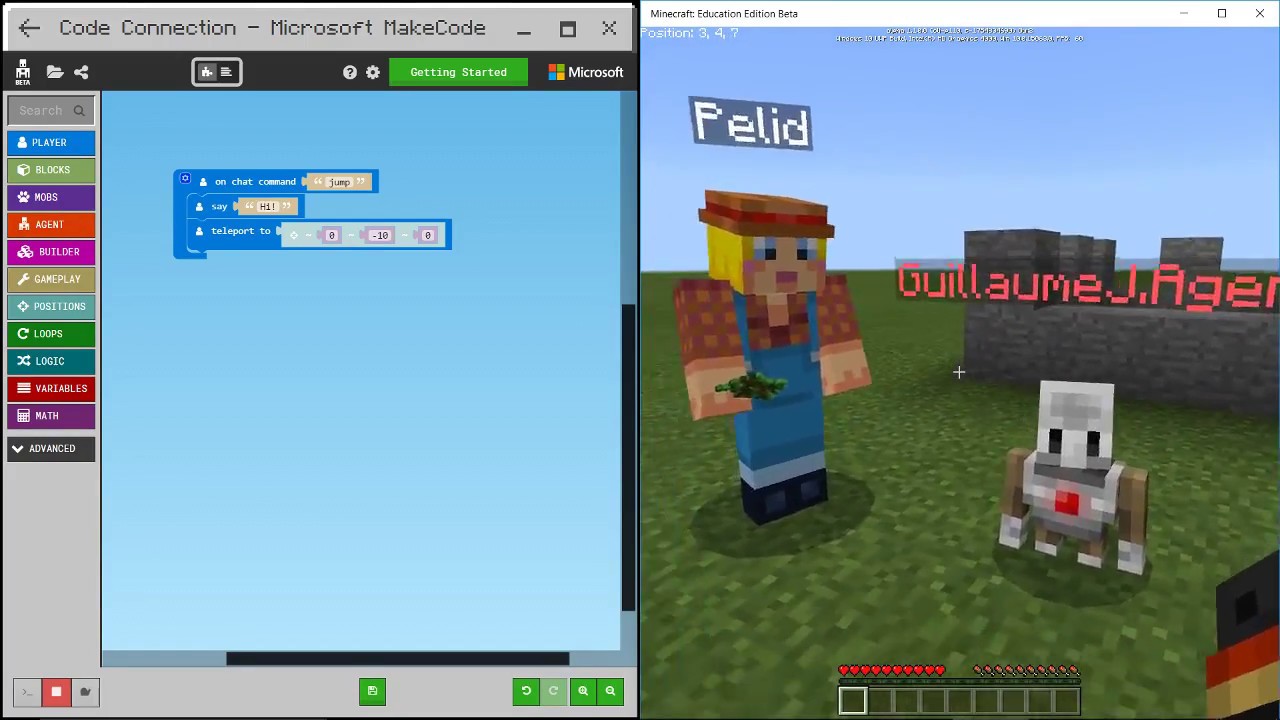 Code Connection - Microsoft MakeCode
BETA
Getting Started
Microsoft
Search
PLAYER
BLOCKS
MOBS
AGENT
BUILDER
GAMEPLAY
POSITIONS
LOOPS
LOGIC
VARIABLES
MATH
ADVANCED
on chat command “ jump ”
say “ Hi! ”
teleport to ~ 0 ~ -10 ~ 0
Minecraft: Education Edition Beta
Position: 3, 4, 7
Pelid
GuillaumeJ.Agen